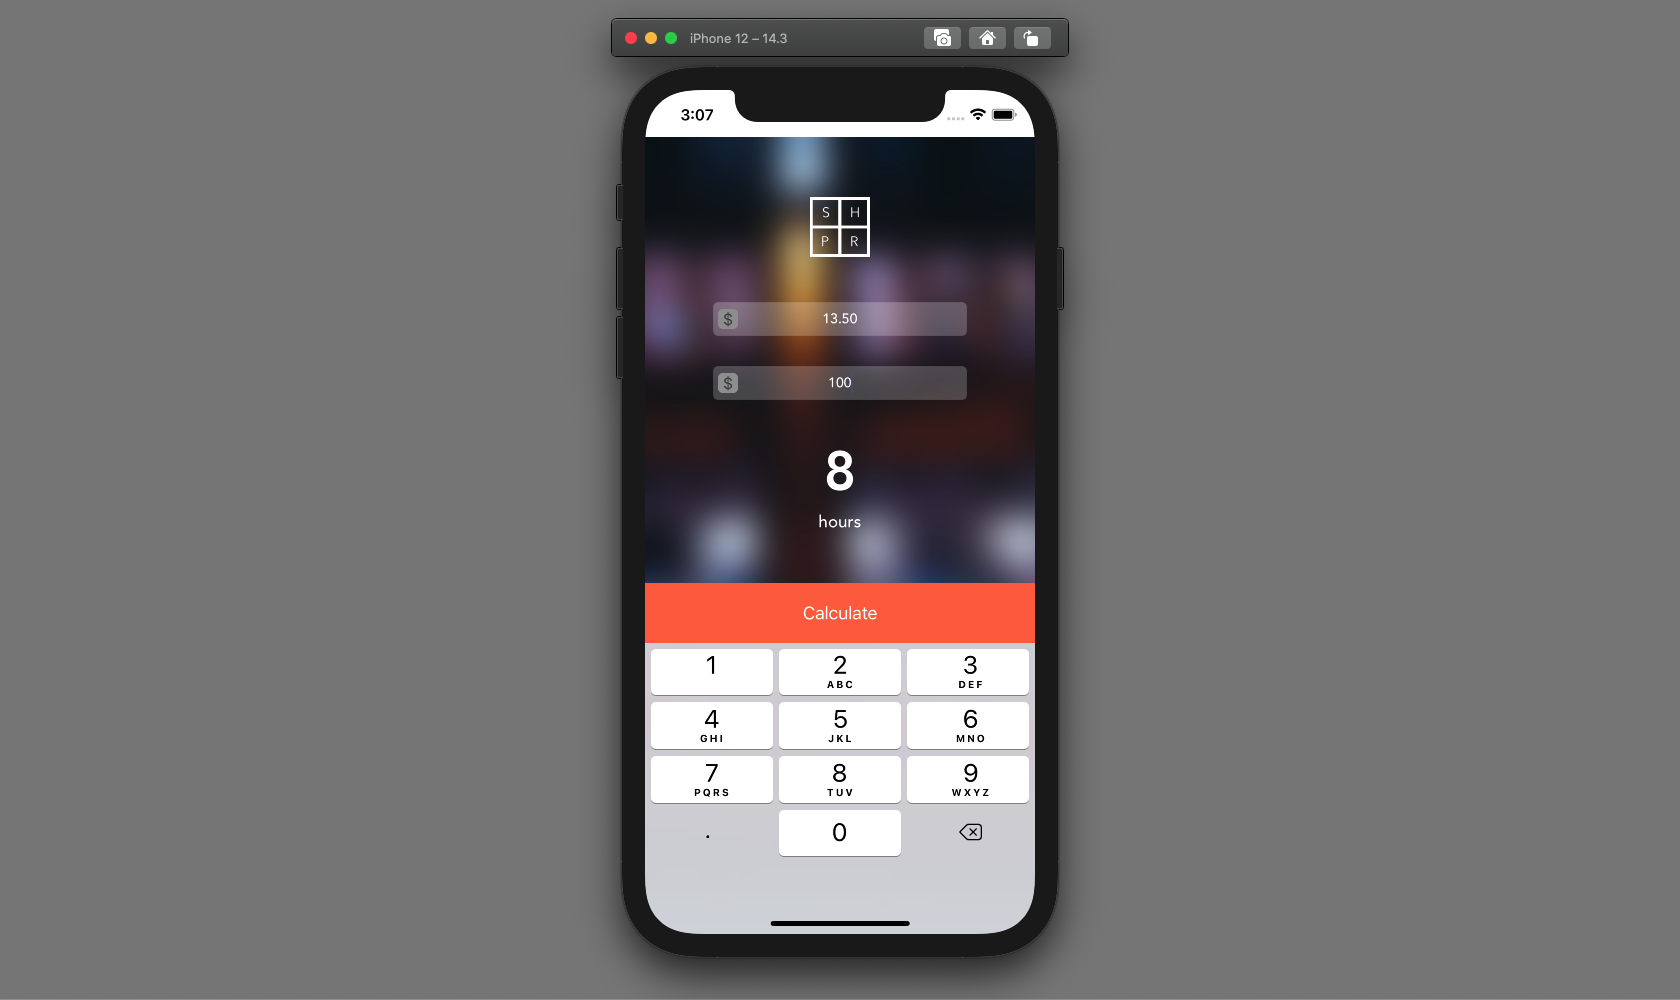 iPhone 12 – 14.3
3:07
S H
P R
$ 13.50
$ 100
8
hours
Calculate
1 2 3
ABC DEF
4 5 6
GHI JKL MNO
7 8 9
PQRS TUV WXYZ
. 0